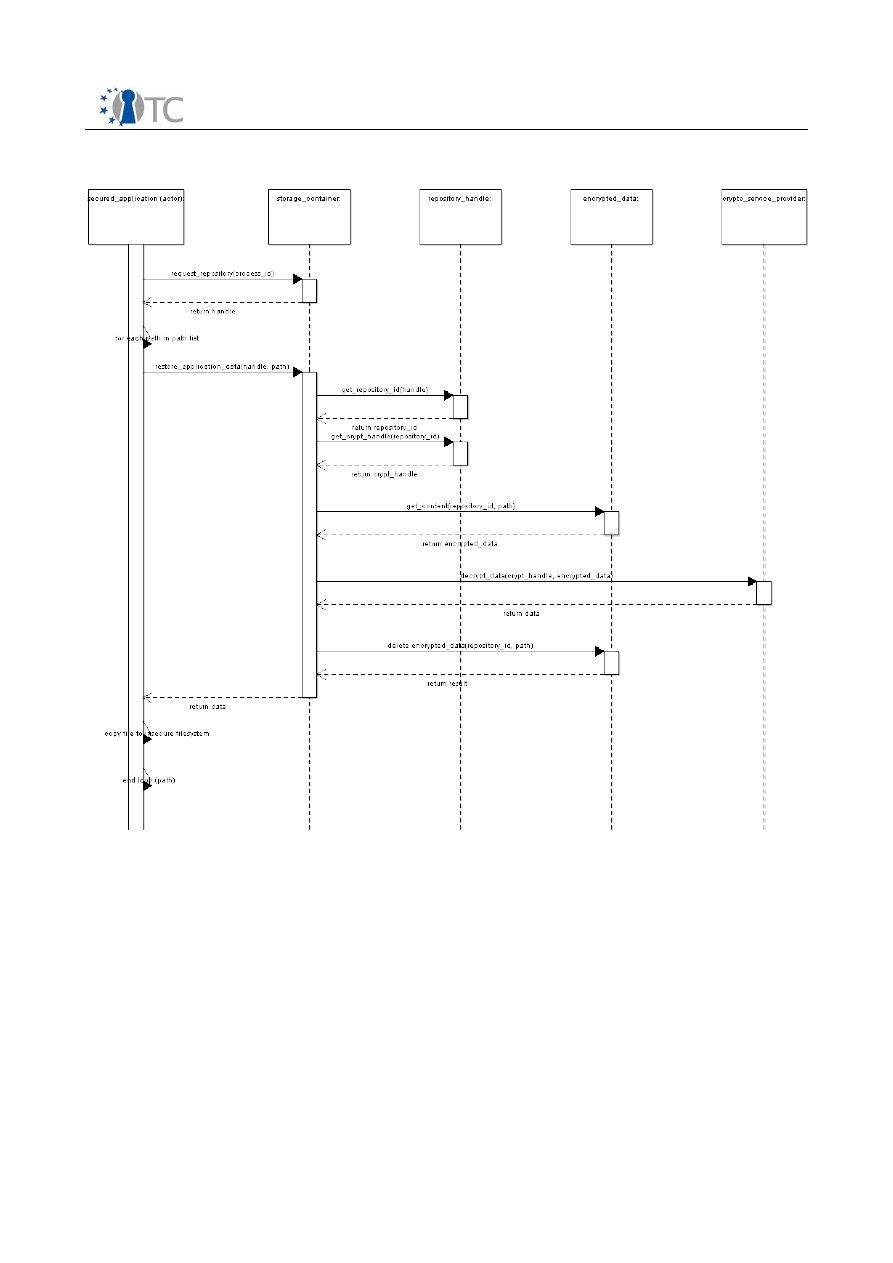 TC
secured_application (actor):
storage_container:
repository_handle:
encrypted_data:
crypto_service_provider:
request_repository(process_id)
return handle
for each path in path list
restore_application_data(handle, path)
get_repository_id(handle)
return repository_id
get_crypt_handle(repository_id)
return crypt_handle
get_content(repository_id, path)
return encrypted_data
decrypt_data(crypt_handle, encrypted_data)
return data
delete encrypted_data(repository_id, path)
return result
return data
copy file to insecure filesystem
end loop (path)